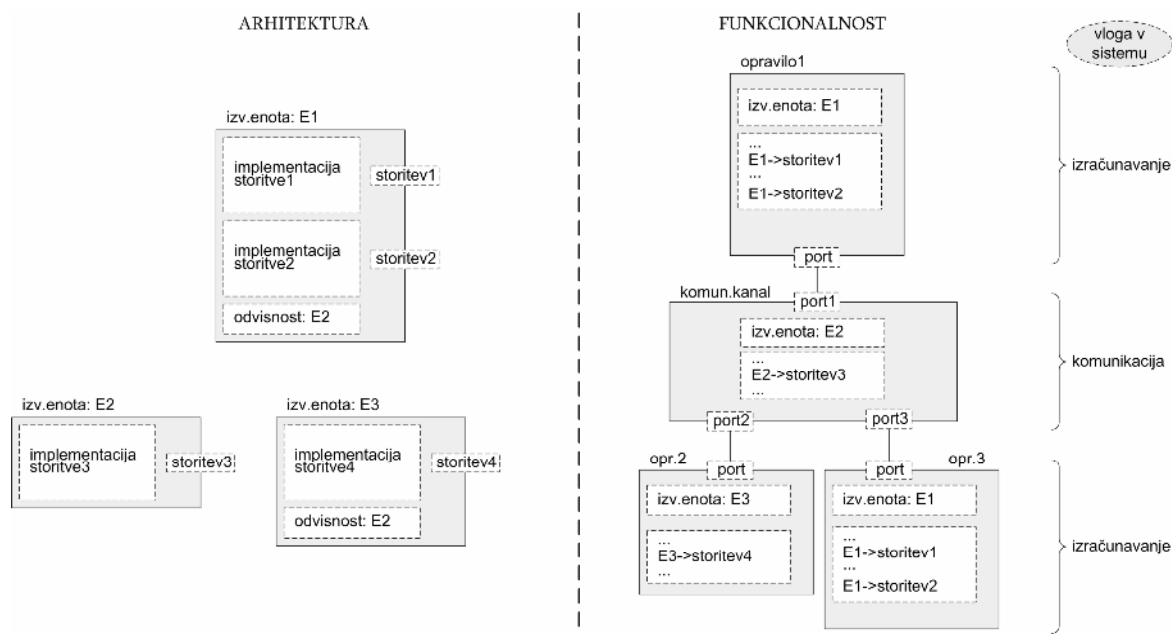 ARHITEKTURA
izv.enota: E1
implementacija
storitve1
storitev1
implementacija
storitve2
storitev2
odvisnost: E2
izv.enota: E2
implementacija
storitve3
storitev3
izv.enota: E3
implementacija
storitve4
storitev4
odvisnost: E2
FUNKCIONALNOST
vloga v
sistemu
opravilo1
izv.enota: E1
...
E1->storitev1
...
E1->storitev2
port
izračunavanje
komun.kanal
port1
izv.enota: E2
...
E2->storitev3
...
port2
port3
komunikacija
opr.2
port
izv.enota: E3
...
E3->storitev4
...
port
opr.3
izv.enota: E1
...
E1->storitev1
...
E1->storitev2
izračunavanje